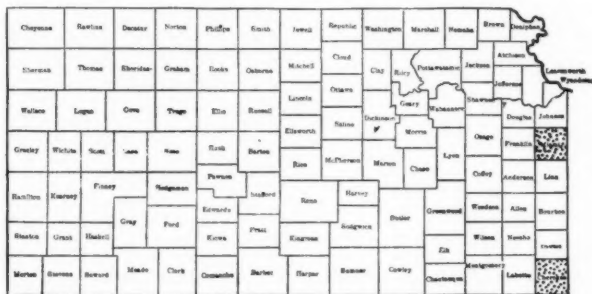 Cheyenne Rawlins Decatur Norton Phillips Smith Jewell Republic Washington Marshall Nemaha Brown Doniphan
Cloud Atchison
Sherman Thomas Sheridan Graham Rooks Osborne Mitchell Clay Riley Pottawatomie Jackson Jefferson Leavenworth
Wyandotte
Ottawa
Lincoln Geary Shawnee
Wallace Logan Gove Trego Ellis Russell Saline Dickinson Wabaunsee Douglas Johnson
Ellsworth Morris Osage Franklin
Greeley Wichita Scott Lane Ness Rush Barton McPherson Marion Chase Lyon
Rice Coffey Anderson Linn
Pawnee
Hamilton Kearney Finney Hodgeman Stafford Reno Harvey
Edwards Butler Greenwood Woodson Allen Bourbon
Gray Ford Sedgwick
Stanton Grant Haskell Kiowa Pratt Kingman Wilson Neosho
Elk
Morton Stevens Seward Meade Clark Comanche Barber Harper Sumner Cowley Chautauqua Montgomery Labette